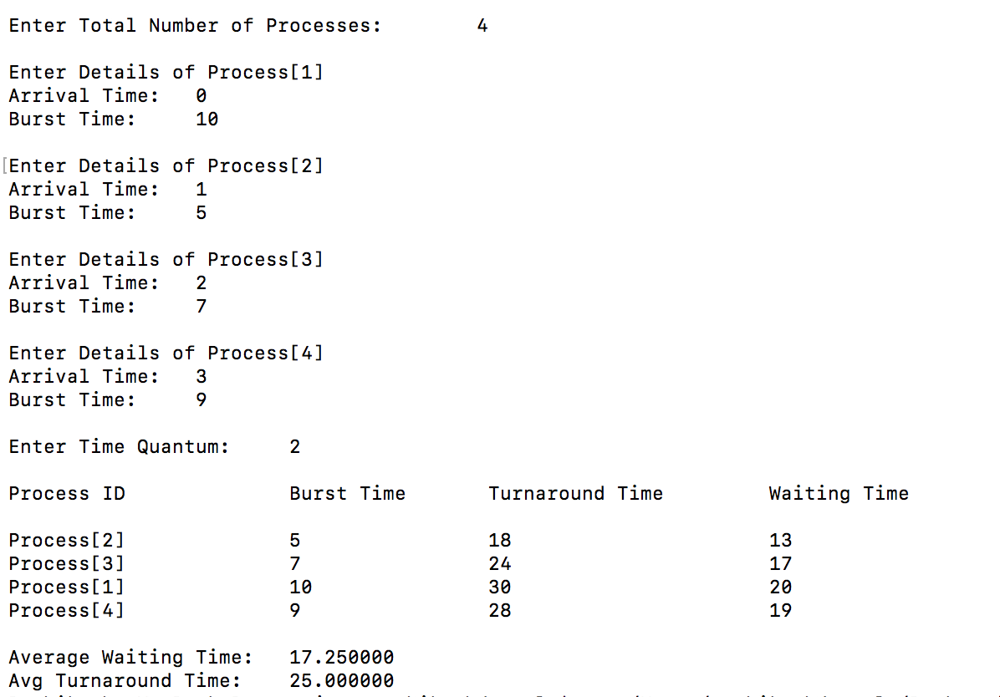 Enter Total Number of Processes: 4
Enter Details of Process[1]
Arrival Time: 0
Burst Time: 10
[Enter Details of Process[2]
Arrival Time: 1
Burst Time: 5
Enter Details of Process[3]
Arrival Time: 2
Burst Time: 7
Enter Details of Process[4]
Arrival Time: 3
Burst Time: 9
Enter Time Quantum: 2
Process ID Burst Time Turnaround Time Waiting Time
Process[2] 5 18 13
Process[3] 7 24 17
Process[1] 10 30 20
Process[4] 9 28 19
Average Waiting Time: 17.250000
Avg Turnaround Time: 25.000000